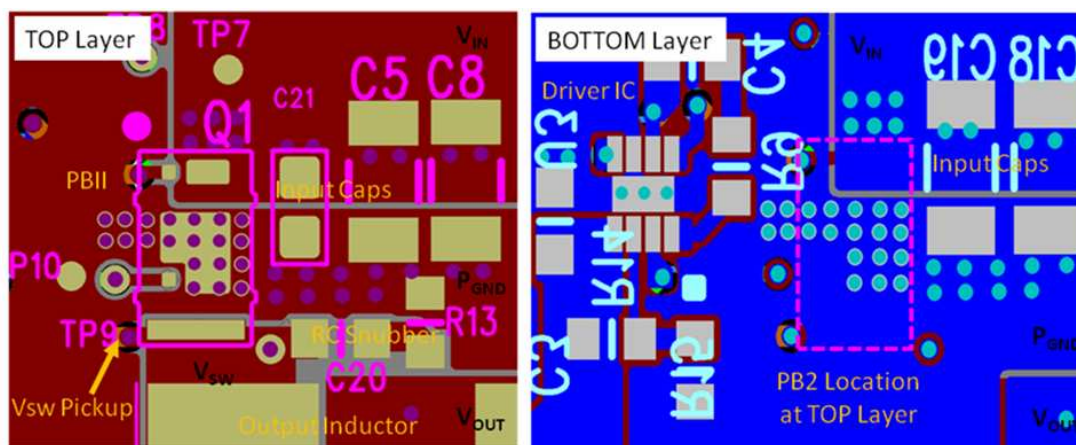 TOP Layer
TP8
TP7
VIN
C5
C8
C21
Q1
PBII
Input Caps
P10
PGND
TP9
RC Snubber
R13
C20
VSW
Vsw Pickup
Output Inductor
VOUT
BOTTOM Layer
C4
VIN
C19
C18
Driver IC
U3
R9
Input Caps
R14
C3
R12
PGND
PB2 Location
at TOP Layer
VOUT